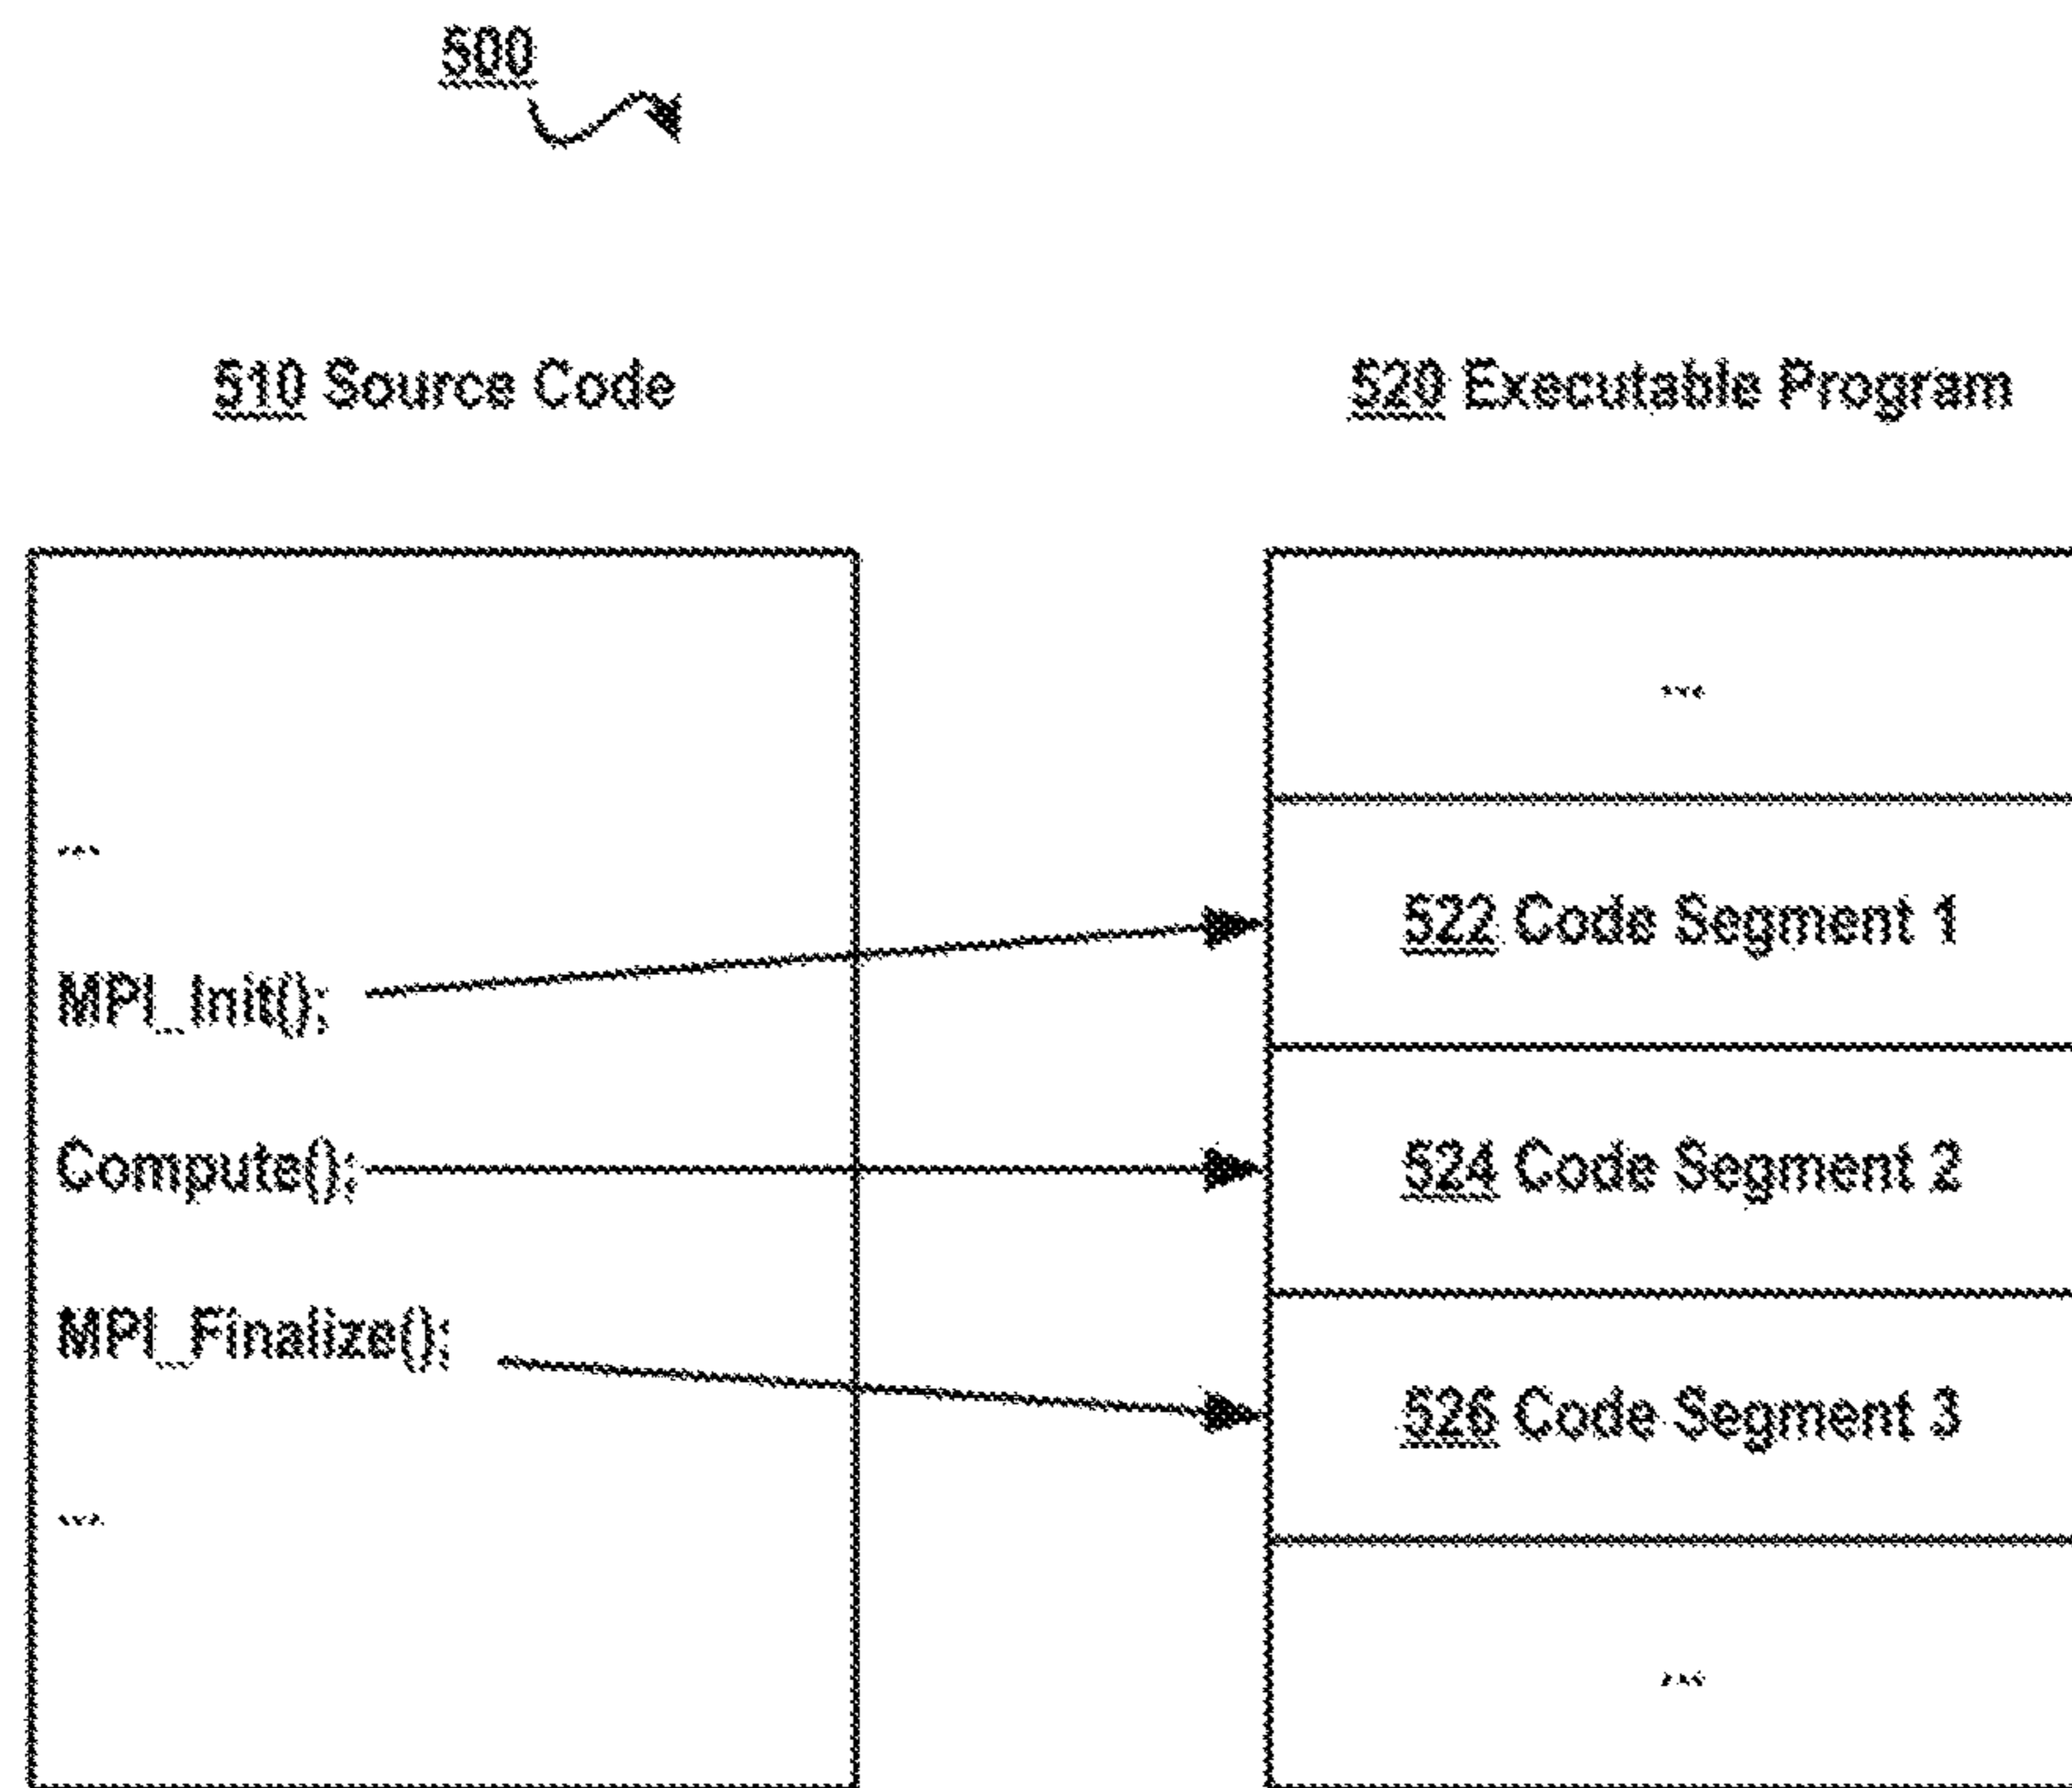 500
510 Source Code
520 Executable Program
...
MPI_Init();
Compute();
MPI_Finalize();
...
...
522 Code Segment 1
524 Code Segment 2
526 Code Segment 3
...